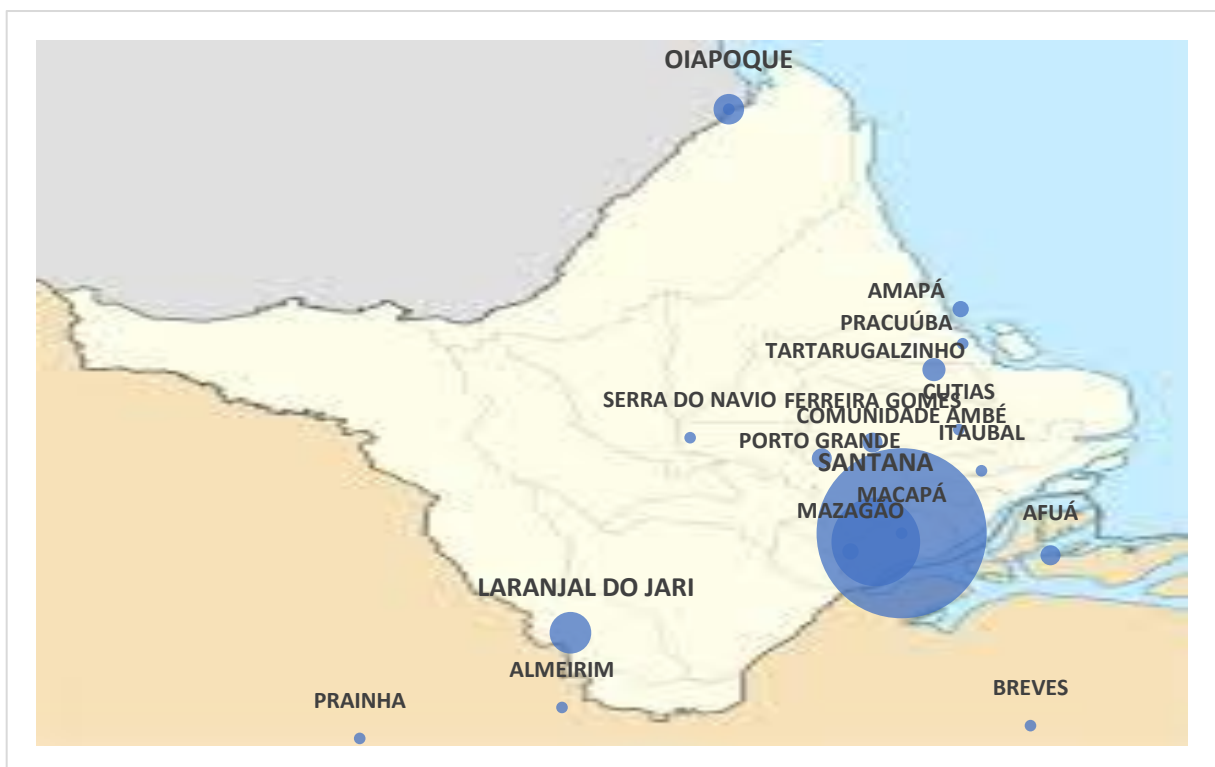 OIAPOQUE
AMAPÁ
PRACUÚBA
TARTARUGALZINHO
CUTIAS
SERRA DO NAVIO
FERREIRA GOMES
COMUNIDADE AMBÉ
ITAUBAL
PORTO GRANDE
SANTANA
MACAPÁ
MAZAGÃO
AFUÁ
LARANJAL DO JARI
ALMEIRIM
BREVES
PRAINHA